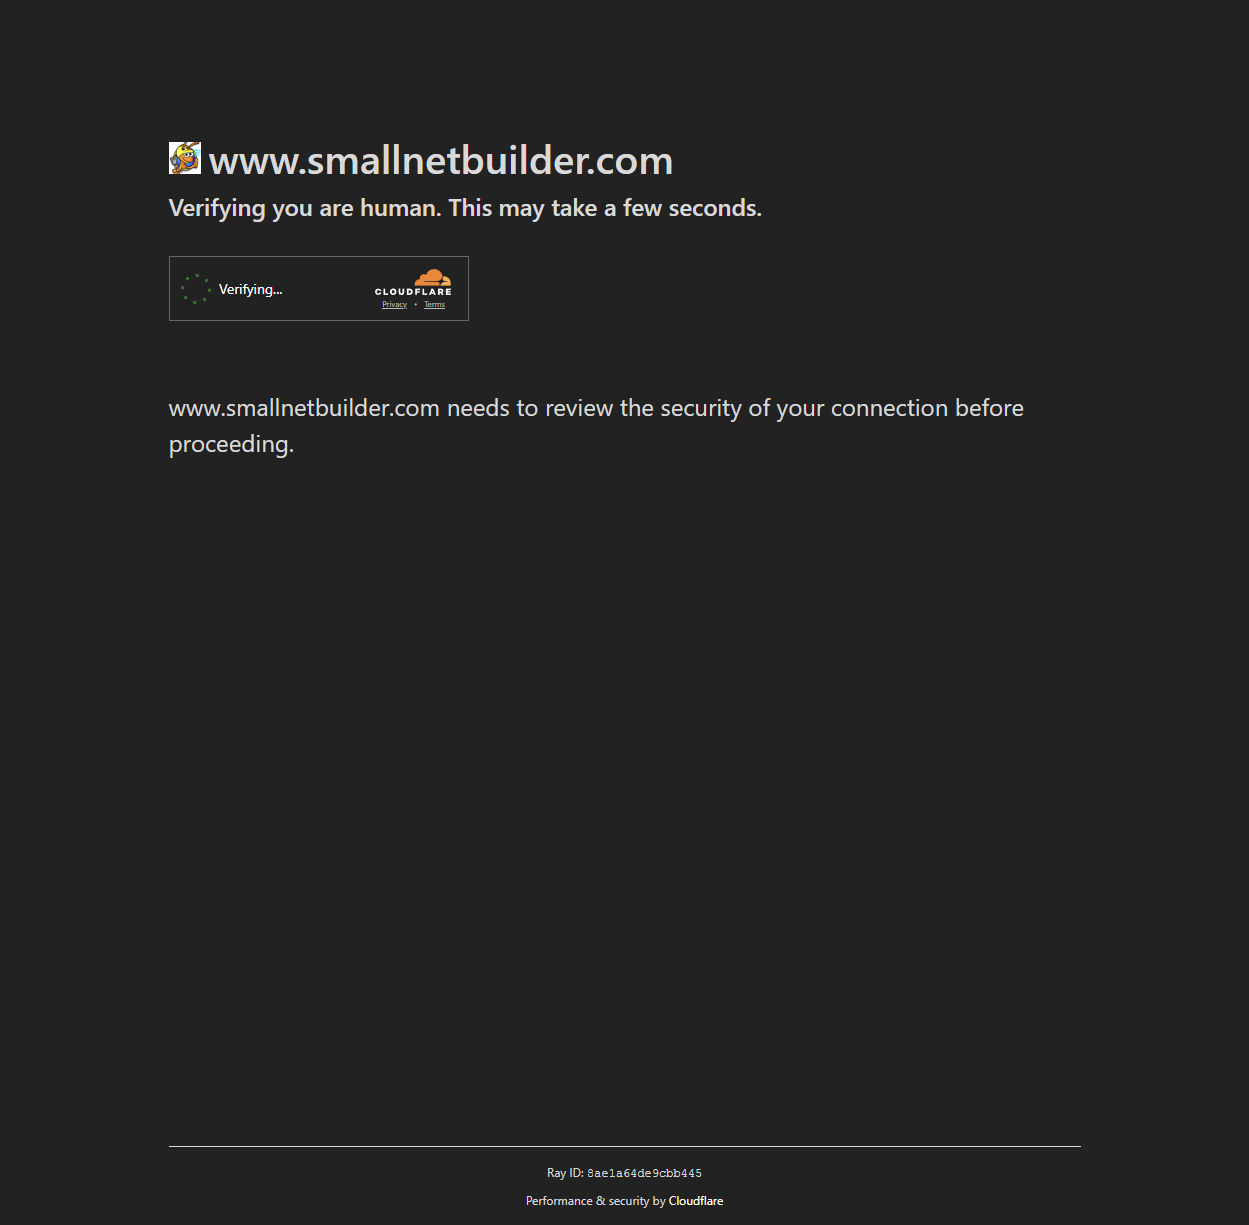 www.smallnetbuilder.com
Verifying you are human. This may take a few seconds.
Verifying...
CLOUDFLARE
Privacy • Terms
www.smallnetbuilder.com needs to review the security of your connection before
proceeding.
Ray ID: 8ae1a64de9cbb445
Performance & security by Cloudflare